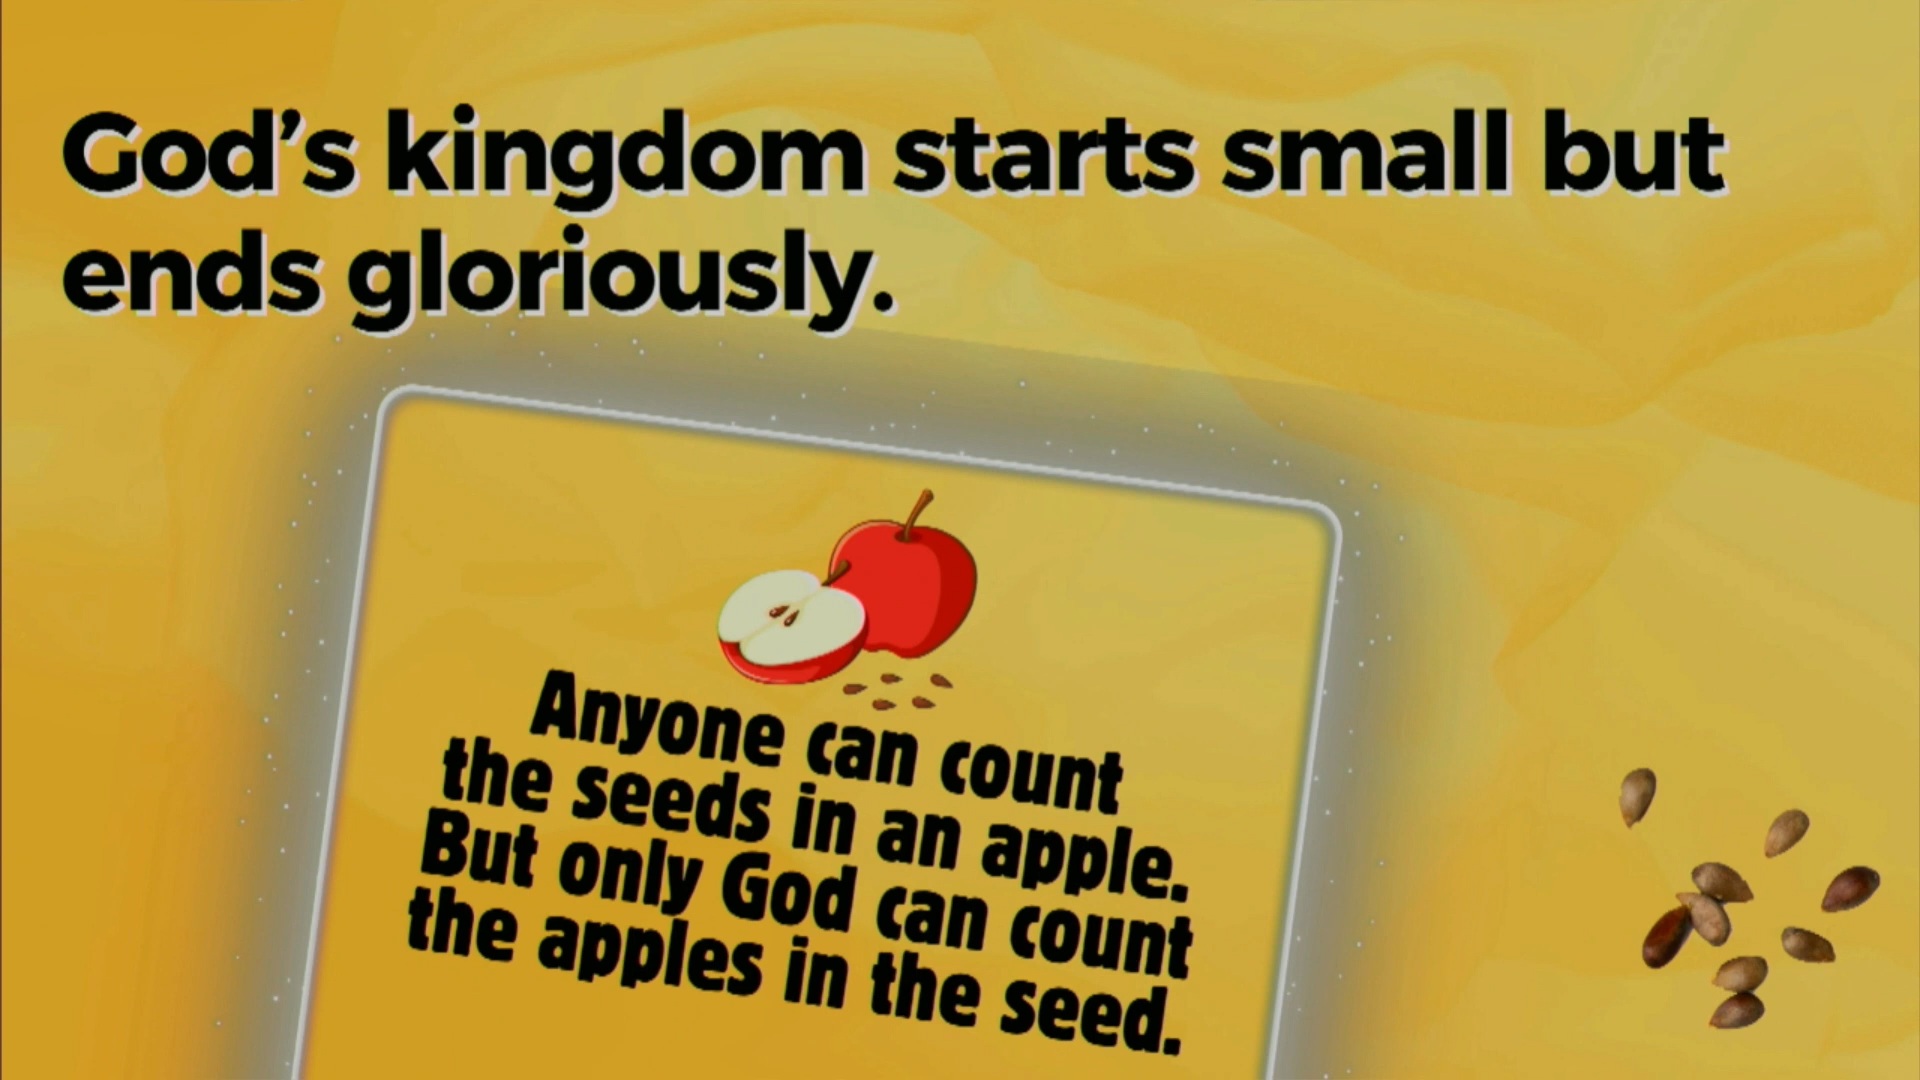 God’s kingdom starts small but
ends gloriously.
Anyone can count
the seeds in an apple.
But only God can count
the apples in the seed.